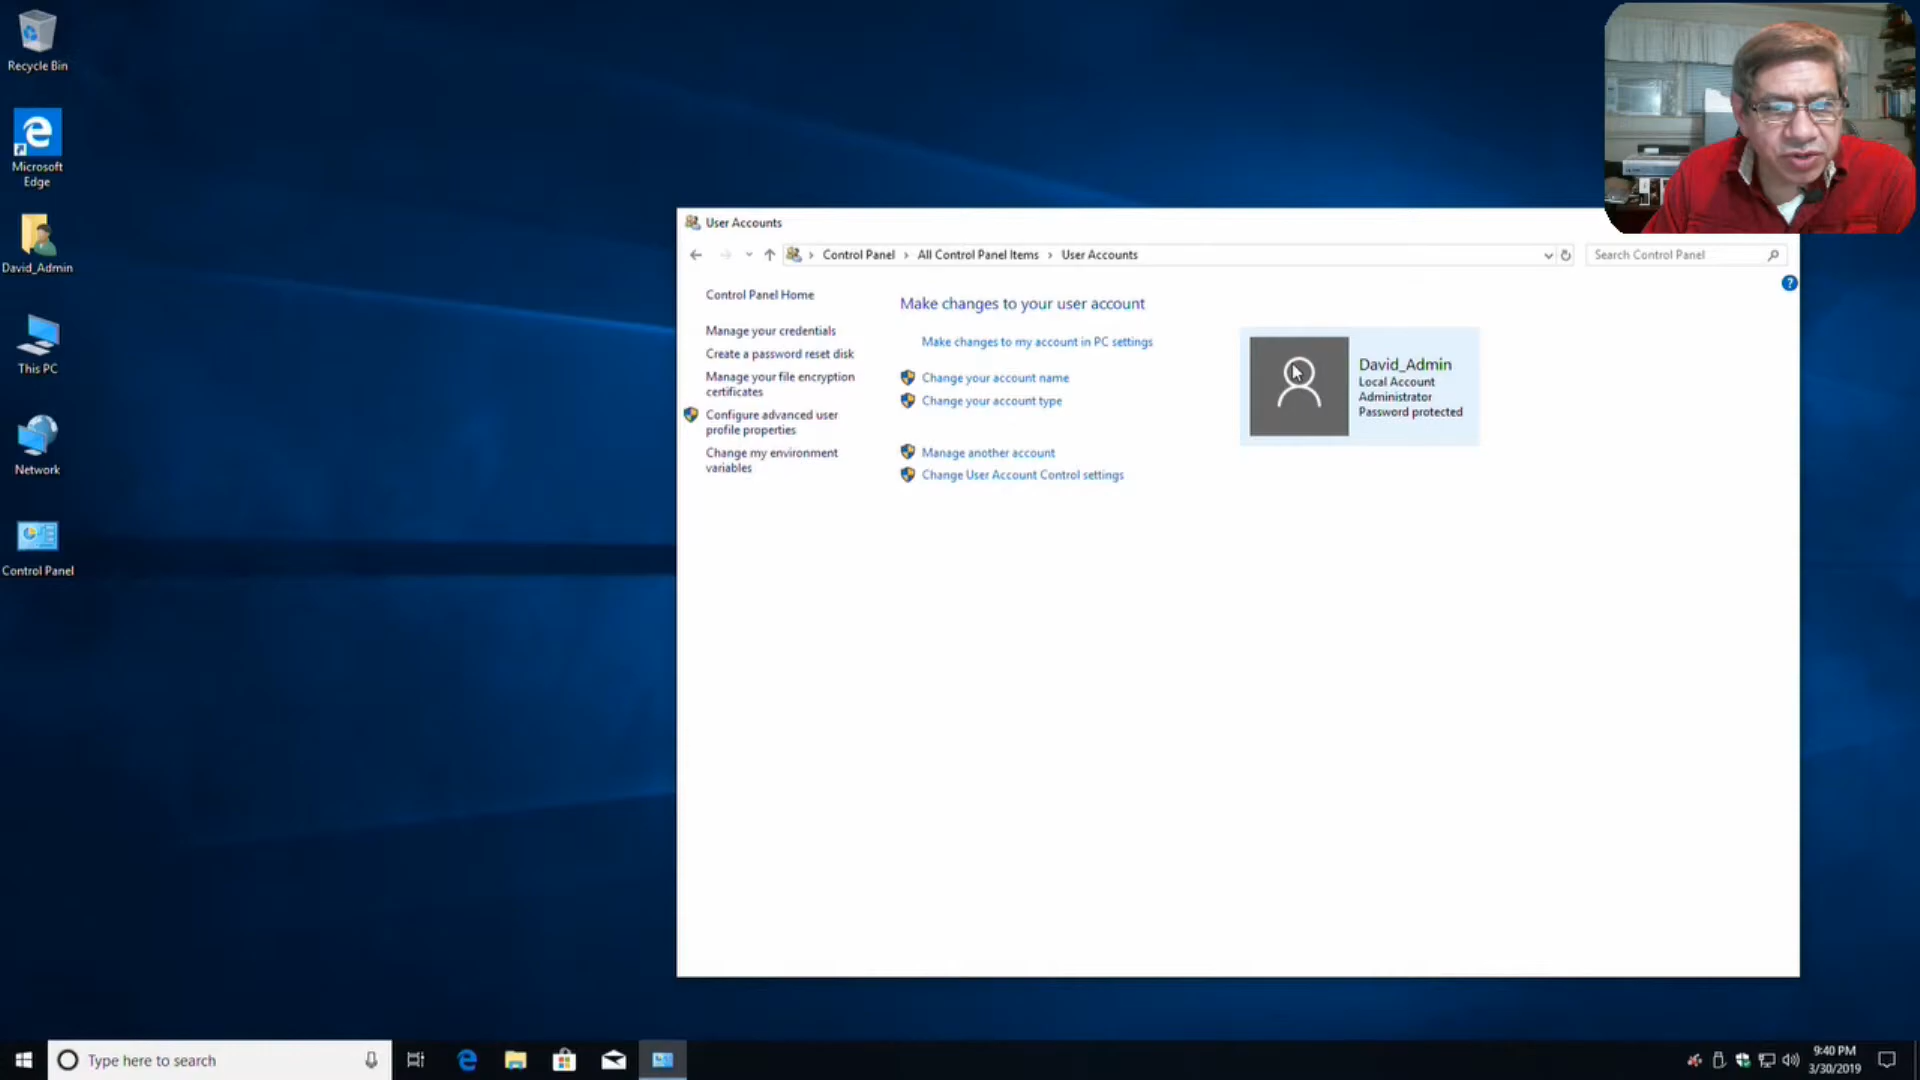 Recycle Bin
Microsoft
Edge
David_Admin
This PC
Network
Control Panel
User Accounts
Control Panel > All Control Panel Items > User Accounts
Search Control Panel
?
Control Panel Home
Manage your credentials
Create a password reset disk
Manage your file encryption
certificates
Configure advanced user
profile properties
Change my environment
variables
Make changes to your user account
Make changes to my account in PC settings
Change your account name
Change your account type
Manage another account
Change User Account Control settings
David_Admin
Local Account
Administrator
Password protected
Type here to search
9:40 PM
3/30/2019